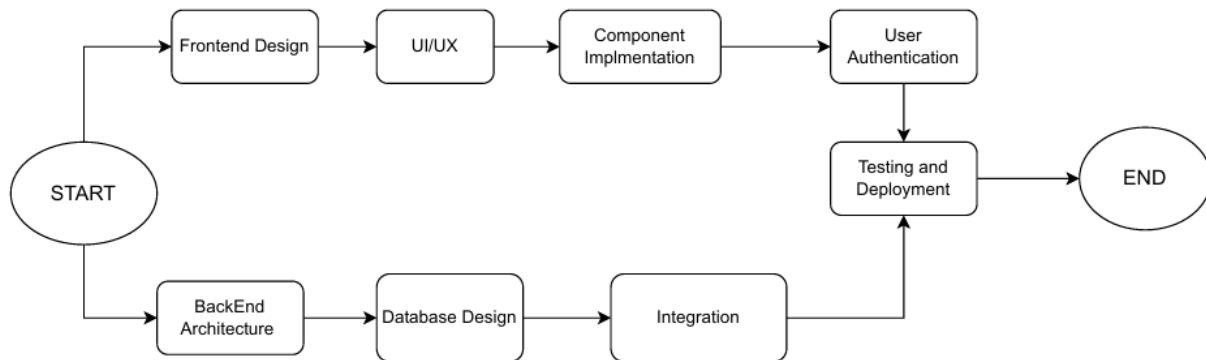 Frontend Design
UI/UX
Component
Implmentation
User
Authentication
START
Testing and
Deployment
END
BackEnd
Architecture
Database Design
Integration